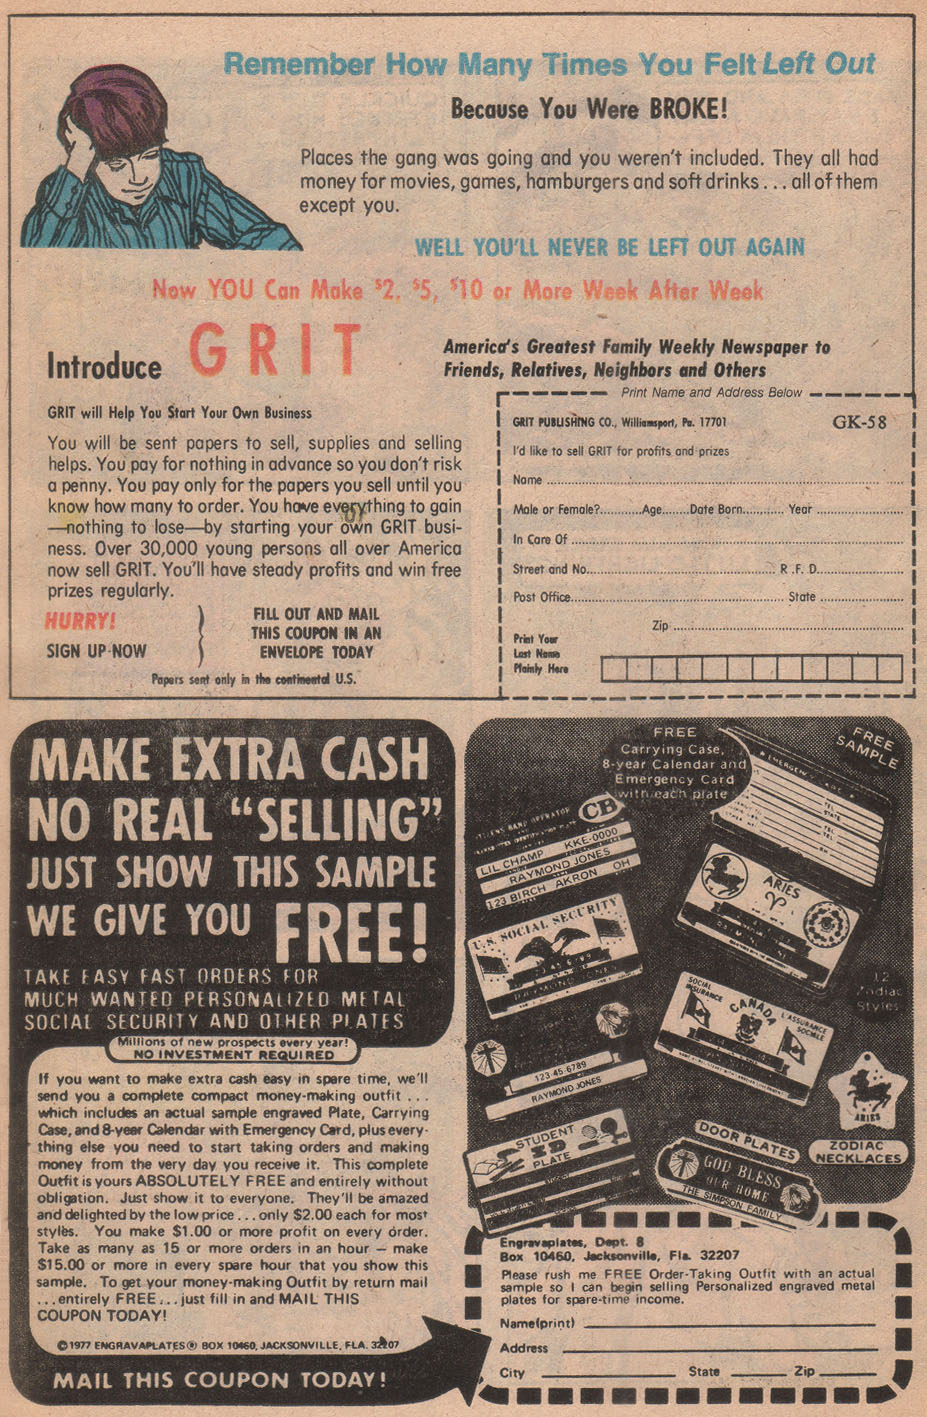 Remember How Many Times You Felt Left Out
Because You Were BROKE!
Places the gang was going and you weren't included. They all had
money for movies, games, hamburgers and soft drinks . . . all of them
except you.
WELL YOU'LL NEVER BE LEFT OUT AGAIN
Now YOU Can Make $2, $5, $10 or More Week After Week
Introduce GRIT
America's Greatest Family Weekly Newspaper to
Friends, Relatives, Neighbors and Others
GRIT will Help You Start Your Own Business
You will be sent papers to sell, supplies and selling
helps. You pay for nothing in advance so you don't risk
a penny. You pay only for the papers you sell until you
know how many to order. You have everything to gain
—nothing to lose—by starting your own GRIT busi-
ness. Over 30,000 young persons all over America
now sell GRIT. You'll have steady profits and win free
prizes regularly.
HURRY!
SIGN UP NOW
FILL OUT AND MAIL
THIS COUPON IN AN
ENVELOPE TODAY
Papers sent only in the continental U.S.
Print Name and Address Below
GRIT PUBLISHING CO., Williamsport, Pa. 17701 GK-58
I'd like to sell GRIT for profits and prizes
Name
Male or Female? Age Date Born Year
In Care Of
Street and No. R.F.D.
Post Office State
Zip
Print Your
Last Name
Plainly Here
MAKE EXTRA CASH
NO REAL "SELLING"
JUST SHOW THIS SAMPLE
WE GIVE YOU FREE!
TAKE EASY FAST ORDERS FOR
MUCH WANTED PERSONALIZED METAL
SOCIAL SECURITY AND OTHER PLATES
Millions of new prospects every year!
NO INVESTMENT REQUIRED
If you want to make extra cash easy in spare time, we'll
send you a complete compact money-making outfit . . .
which includes an actual sample engraved Plate, Carrying
Case, and 8-year Calendar with Emergency Card, plus every-
thing else you need to start taking orders and making
money from the very day you receive it. This complete
Outfit is yours ABSOLUTELY FREE and entirely without
obligation. Just show it to everyone. They'll be amazed
and delighted by the low price . . . only $2.00 each for most
styles. You make $1.00 or more profit on every order.
Take as many as 15 or more orders in an hour — make
$15.00 or more in every spare hour that you show this
sample. To get your money-making Outfit by return mail
. . . entirely FREE . . . just fill in and MAIL THIS
COUPON TODAY!
©1977 ENGRAVAPLATES® BOX 10460, JACKSONVILLE, FLA. 32207
MAIL THIS COUPON TODAY!
FREE
Carrying Case,
8-year Calendar and
Emergency Card
with each plate
FREE
SAMPLE
CITIZENS BAND OPERATOR
CB
LIL CHAMP KKE-0000
RAYMOND JONES
123 BIRCH AKRON OH
U.S. SOCIAL SECURITY
RAYMOND JONES
ARIES
12
Zodiac
Styles
SOCIAL
INSURANCE
CANADA
L'ASSURANCE
SOCIALE
123-45-6789
RAYMOND JONES
ARIES
STUDENT
ID
PLATE
DOOR PLATES
GOD BLESS
OUR HOME
THE SIMPSON FAMILY
ZODIAC
NECKLACES
Engravaplates, Dept. 8
Box 10460, Jacksonville, Fla. 32207
Please rush me FREE Order-Taking Outfit with an actual
sample so I can begin selling Personalized engraved metal
plates for spare-time income.
Name(print)
Address
City State Zip